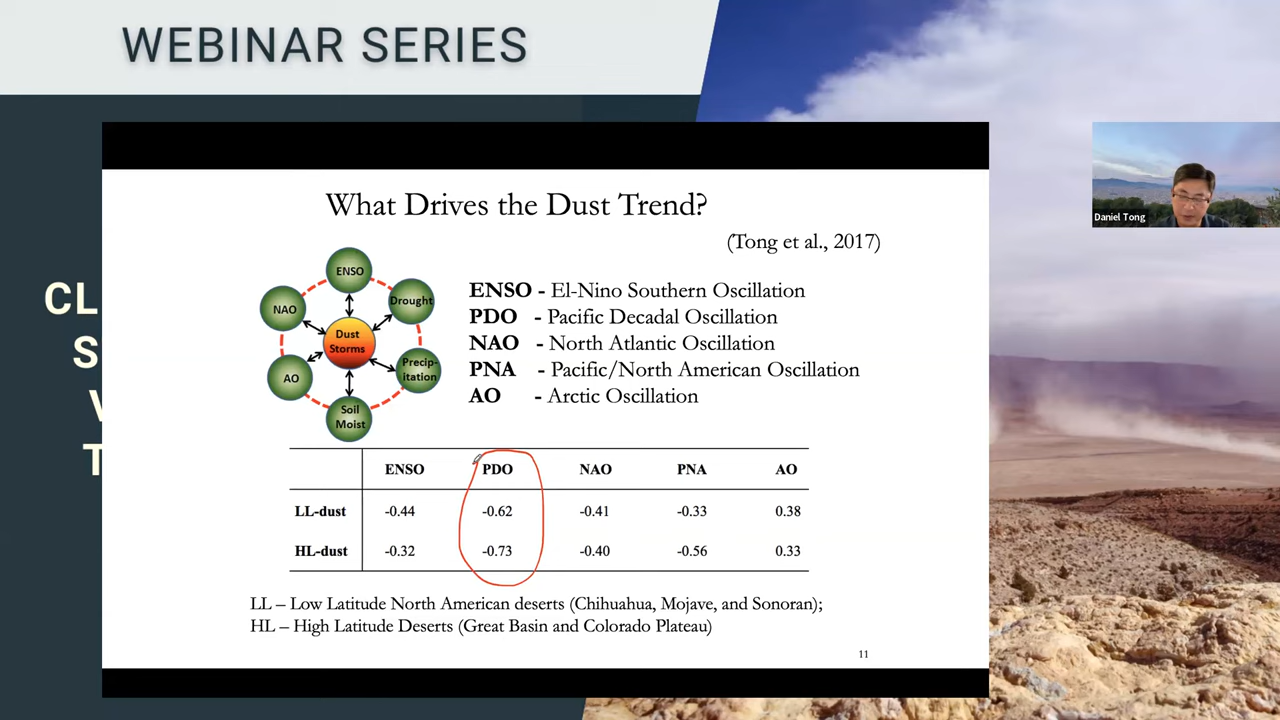 WEBINAR SERIES
CL
S
V
T
Daniel Tong
What Drives the Dust Trend?
(Tong et al., 2017)
ENSO
NAO
Drought
Dust
Storms
AO
Precip-
itation
Soil
Moist
ENSO - El-Nino Southern Oscillation
PDO - Pacific Decadal Oscillation
NAO - North Atlantic Oscillation
PNA - Pacific/North American Oscillation
AO - Arctic Oscillation
ENSO PDO NAO PNA AO
LL-dust -0.44 -0.62 -0.41 -0.33 0.38
HL-dust -0.32 -0.73 -0.40 -0.56 0.33
LL – Low Latitude North American deserts (Chihuahua, Mojave, and Sonoran);
HL – High Latitude Deserts (Great Basin and Colorado Plateau)
11